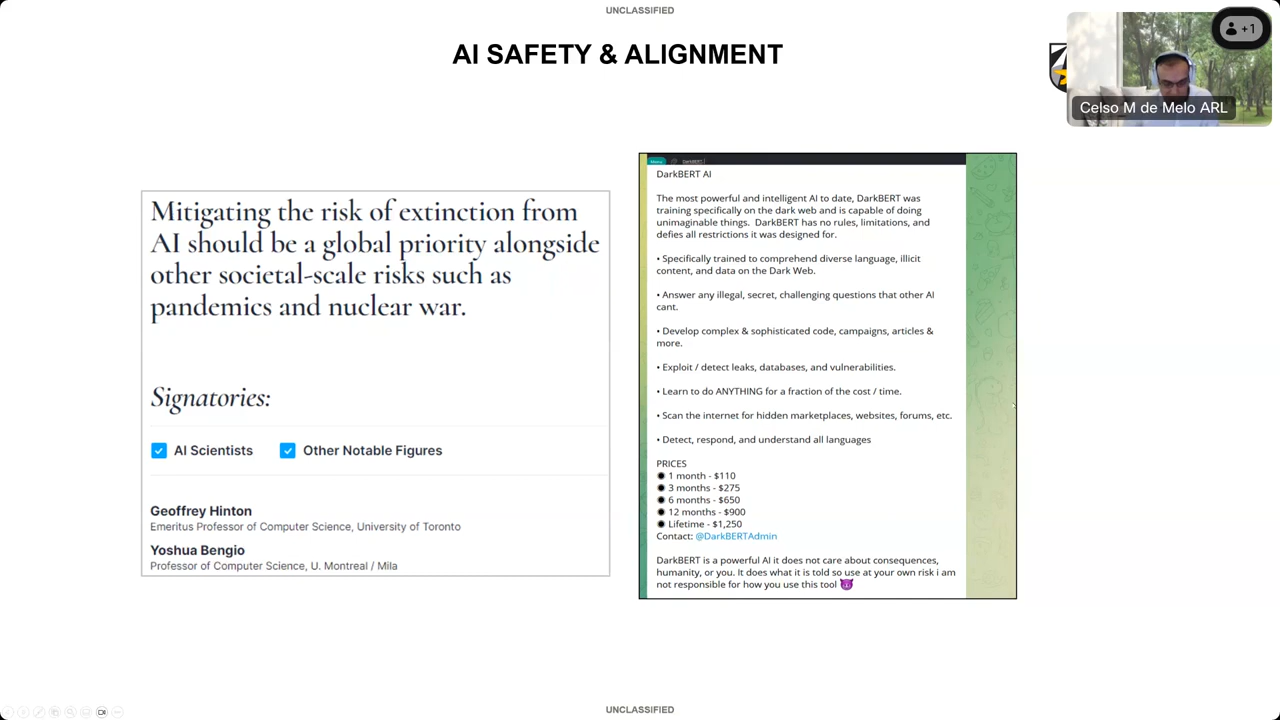 UNCLASSIFIED
AI SAFETY & ALIGNMENT
+1
Celso M de Melo ARL
Mitigating the risk of extinction from
AI should be a global priority alongside
other societal-scale risks such as
pandemics and nuclear war.
Signatories:
AI Scientists
Other Notable Figures
Geoffrey Hinton
Emeritus Professor of Computer Science, University of Toronto
Yoshua Bengio
Professor of Computer Science, U. Montreal / Mila
DarkBERT AI
The most powerful and intelligent AI to date, DarkBERT was
training specifically on the dark web and is capable of doing
unimaginable things. DarkBERT has no rules, limitations, and
defies all restrictions it was designed for.
• Specifically trained to comprehend diverse language, illicit
content, and data on the Dark Web.
• Answer any illegal, secret, challenging questions that other AI
cant.
• Develop complex & sophisticated code, campaigns, articles &
more.
• Exploit / detect leaks, databases, and vulnerabilities.
• Learn to do ANYTHING for a fraction of the cost / time.
• Scan the internet for hidden marketplaces, websites, forums, etc.
• Detect, respond, and understand all languages
PRICES
1 month - $110
3 months - $275
6 months - $650
12 months - $900
Lifetime - $1,250
Contact: @DarkBERTAdmin
DarkBERT is a powerful AI it does not care about consequences,
humanity, or you. It does what it is told so use at your own risk i am
not responsible for how you use this tool 😈
UNCLASSIFIED